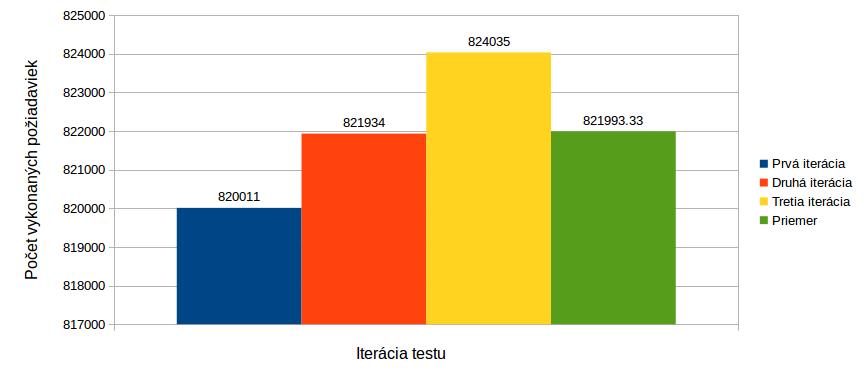 825000
824000
823000
822000
821000
820000
819000
818000
817000
Počet vykonaných požiadaviek
820011
821934
824035
821993.33
Iterácia testu
Prvá iterácia
Druhá iterácia
Tretia iterácia
Priemer